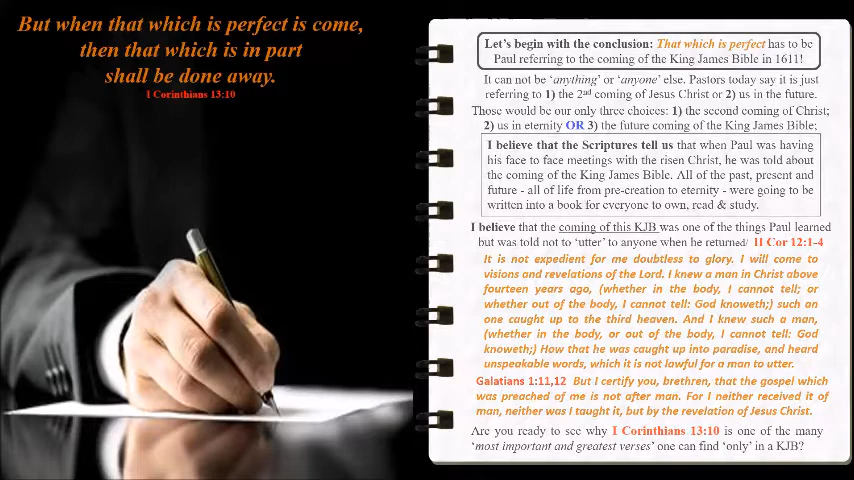 But when that which is perfect is come,
then that which is in part
shall be done away.
I Corinthians 13:10
Let's begin with the conclusion: That which is perfect has to be
Paul referring to the coming of the King James Bible in 1611!
It can not be 'anything' or 'anyone' else. Pastors today say it is just
referring to 1) the 2nd coming of Jesus Christ or 2) us in the future.
Those would be our only three choices: 1) the second coming of Christ;
2) us in eternity OR 3) the future coming of the King James Bible;
I believe that the Scriptures tell us that when Paul was having
his face to face meetings with the risen Christ, he was told about
the coming of the King James Bible. All of the past, present and
future - all of life from pre-creation to eternity - were going to be
written into a book for everyone to own, read & study.
I believe that the coming of this KJB was one of the things Paul learned
but was told not to 'utter' to anyone when he returned/ II Cor 12:1-4
It is not expedient for me doubtless to glory. I will come to
visions and revelations of the Lord. I knew a man in Christ above
fourteen years ago, (whether in the body, I cannot tell; or
whether out of the body, I cannot tell: God knoweth;) such an
one caught up to the third heaven. And I knew such a man,
(whether in the body, or out of the body, I cannot tell: God
knoweth;) How that he was caught up into paradise, and heard
unspeakable words, which it is not lawful for a man to utter.
Galatians 1:11,12 But I certify you, brethren, that the gospel which
was preached of me is not after man. For I neither received it of
man, neither was I taught it, but by the revelation of Jesus Christ.
Are you ready to see why I Corinthians 13:10 is one of the many
'most important and greatest verses' one can find 'only' in a KJB?